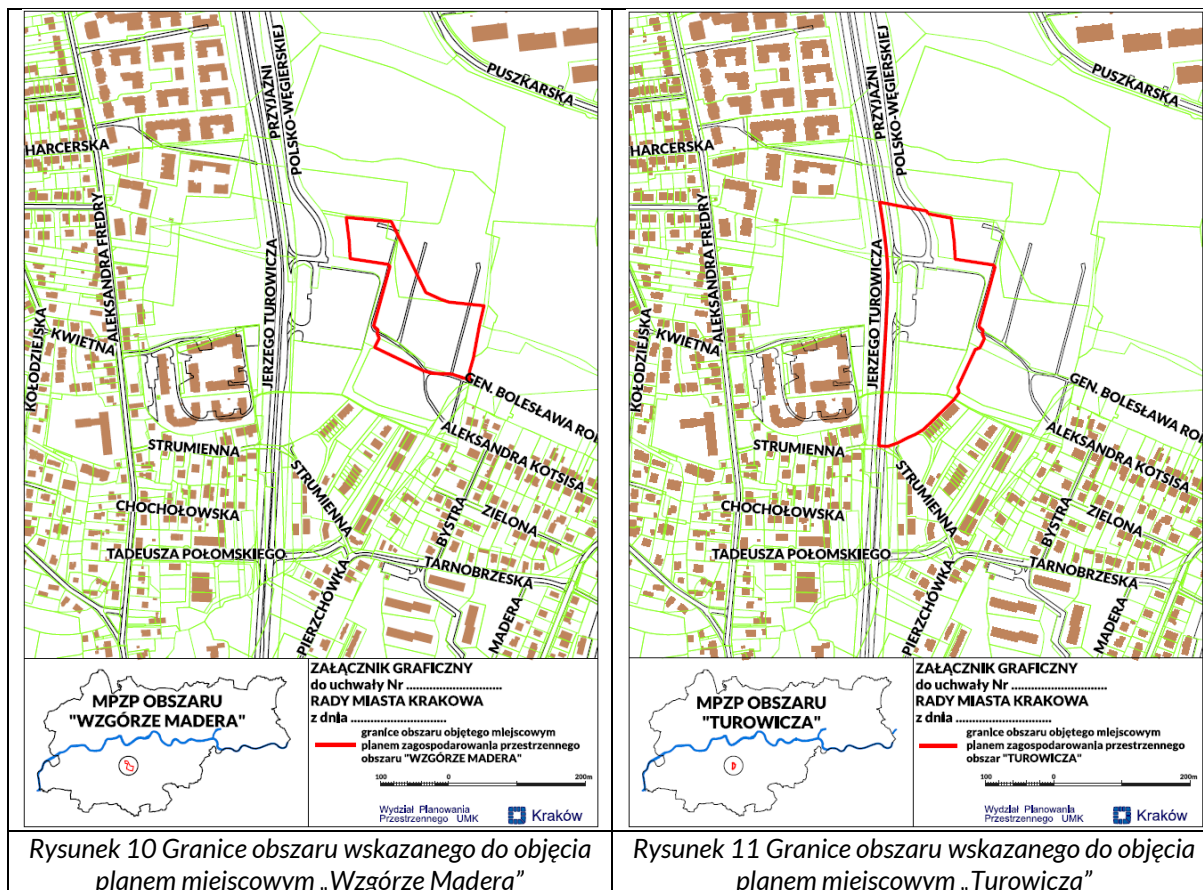 PRZYJAŹNI
POLSKO-WĘGIERSKIEJ
PUSZKARSKA
HARCERSKA
ALEKSANDRA FREDRY
JERZEGO TUROWICZA
KOŁODZIEJSKA
KWIETNA
GEN. BOLESŁAWA ROI
ALEKSANDRA KOTSISA
STRUMIENNA
STRUMIENNA
ZIELONA
BYSTRA
CHOCHOŁOWSKA
TADEUSZA POŁOMSKIEGO
TARNOBRZESKA
PIERZCHÓWKA
MADERA
MPZP OBSZARU
"WZGÓRZE MADERA"
ZAŁĄCZNIK GRAFICZNY
do uchwały Nr ..............................
RADY MIASTA KRAKOWA
z dnia ..............................
granice obszaru objętego miejscowym
planem zagospodarowania przestrzennego
obszaru "WZGÓRZE MADERA"
100 0 200m
Wydział Planowania
Przestrzennego UMK
Kraków
Rysunek 10 Granice obszaru wskazanego do objęcia
planem miejscowym „Wzgórze Madera”
PRZYJAŹNI
POLSKO-WĘGIERSKIEJ
PUSZKARSKA
HARCERSKA
ALEKSANDRA FREDRY
JERZEGO TUROWICZA
KOŁODZIEJSKA
KWIETNA
GEN. BOLESŁAWA ROI
ALEKSANDRA KOTSISA
STRUMIENNA
STRUMIENNA
ZIELONA
BYSTRA
CHOCHOŁOWSKA
TADEUSZA POŁOMSKIEGO
TARNOBRZESKA
PIERZCHÓWKA
MADERA
MPZP OBSZARU
"TUROWICZA"
ZAŁĄCZNIK GRAFICZNY
do uchwały Nr ..............................
RADY MIASTA KRAKOWA
z dnia ..............................
granice obszaru objętego miejscowym
planem zagospodarowania przestrzennego
obszar "TUROWICZA"
100 0 200m
Wydział Planowania
Przestrzennego UMK
Kraków
Rysunek 11 Granice obszaru wskazanego do objęcia
planem miejscowym „Turowicza”